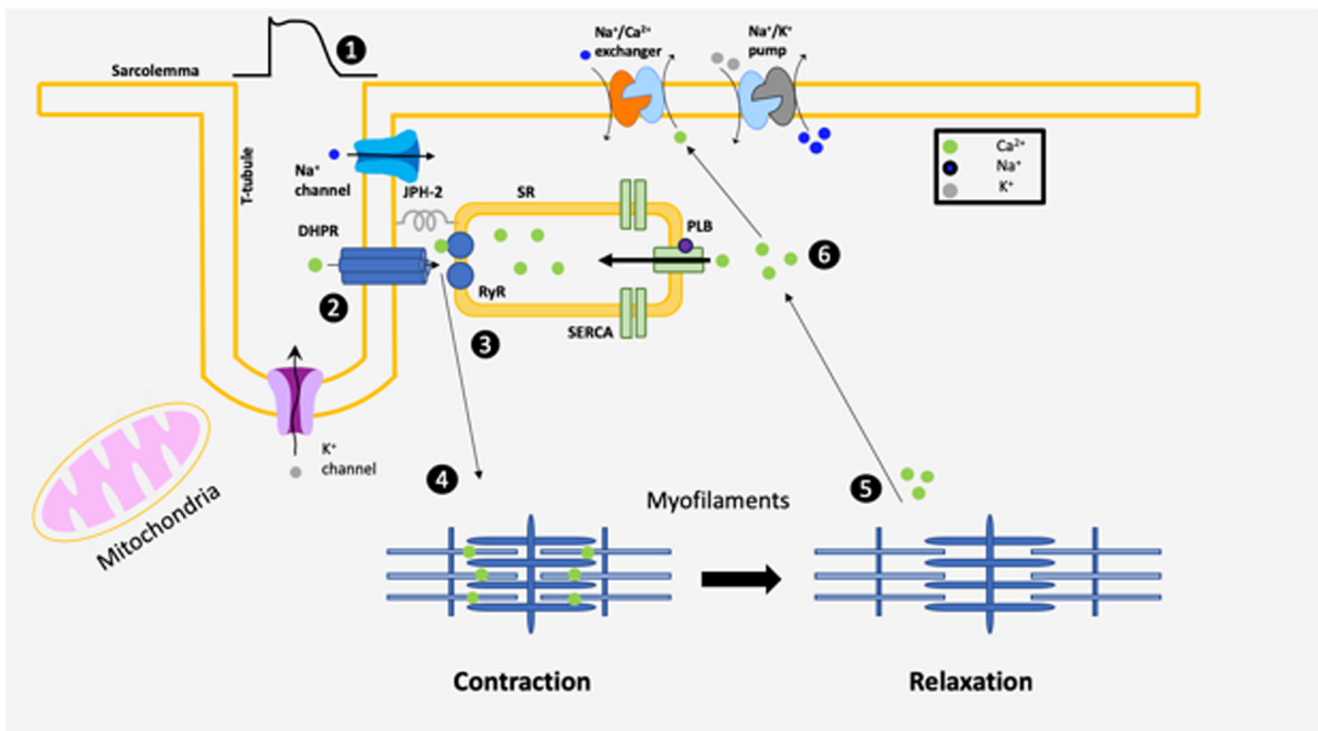 Na⁺/Ca²⁺
exchanger
Na⁺/K⁺
pump
1
Sarcolemma
T-tubule
Na⁺
channel
JPH-2
SR
DHPR
PLB
RyR
SERCA
2
3
6
Ca²⁺
Na⁺
K⁺
K⁺
channel
Mitochondria
4
Myofilaments
5
Contraction
Relaxation